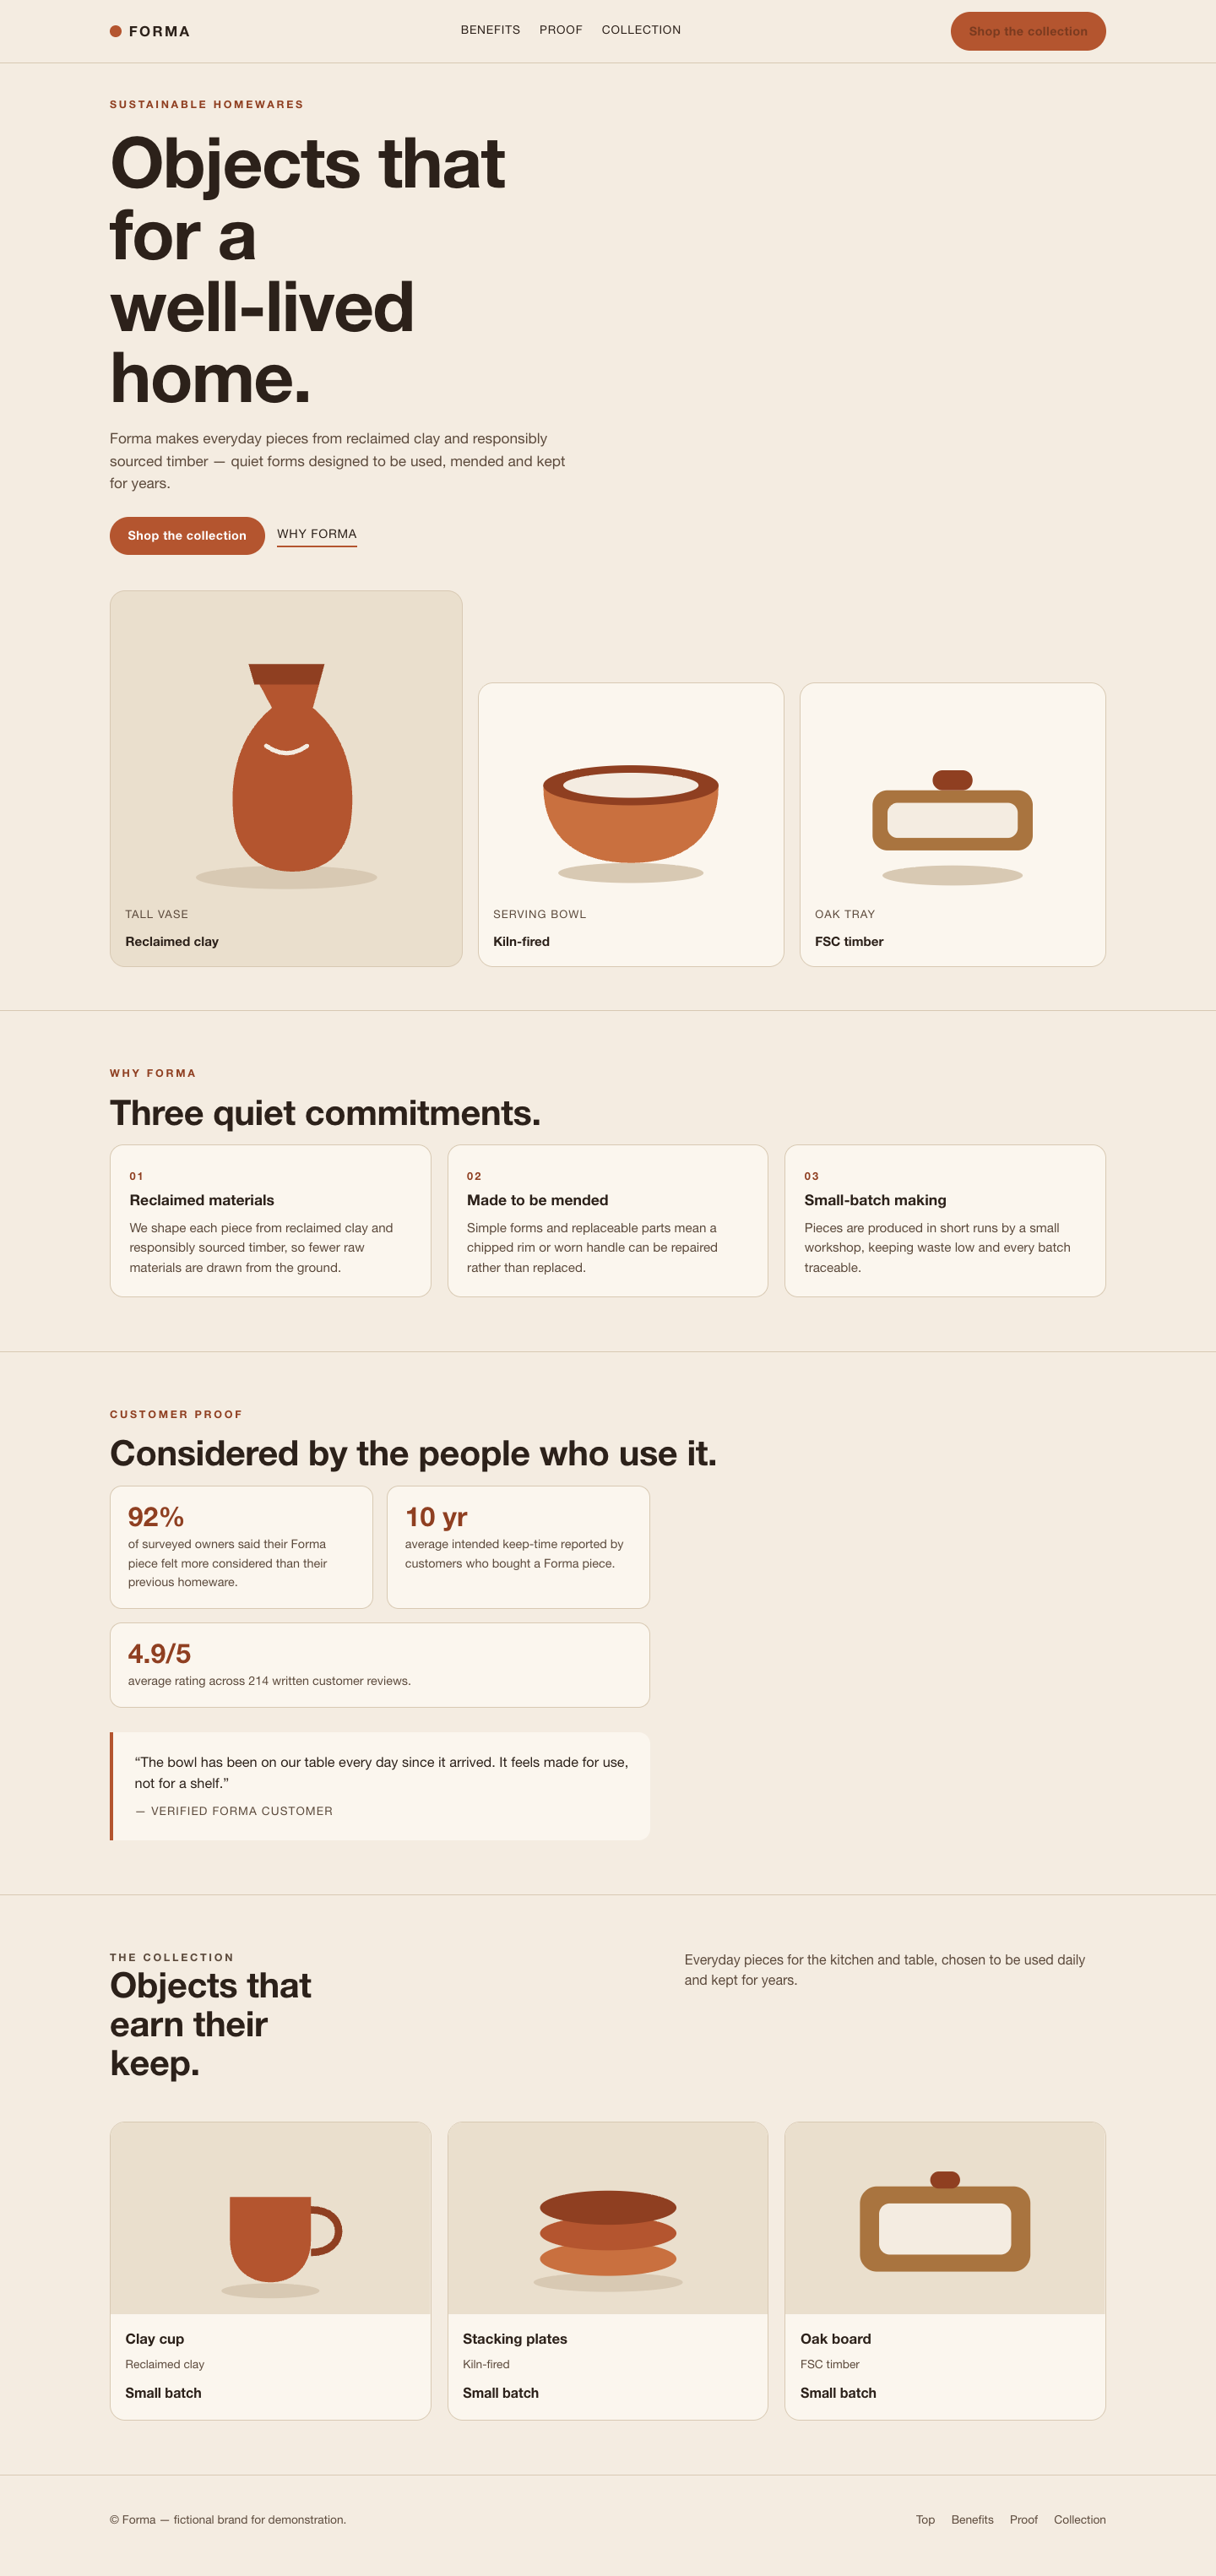 FORMA
BENEFITS PROOF COLLECTION
Shop the collection
SUSTAINABLE HOMEWARES
Objects that
for a
well-lived
home.
Forma makes everyday pieces from reclaimed clay and responsibly
sourced timber — quiet forms designed to be used, mended and kept
for years.
Shop the collection
WHY FORMA
TALL VASE
Reclaimed clay
SERVING BOWL
Kiln-fired
OAK TRAY
FSC timber
WHY FORMA
Three quiet commitments.
01
Reclaimed materials
We shape each piece from reclaimed clay and
responsibly sourced timber, so fewer raw
materials are drawn from the ground.
02
Made to be mended
Simple forms and replaceable parts mean a
chipped rim or worn handle can be repaired
rather than replaced.
03
Small-batch making
Pieces are produced in short runs by a small
workshop, keeping waste low and every batch
traceable.
CUSTOMER PROOF
Considered by the people who use it.
92%
of surveyed owners said their Forma
piece felt more considered than their
previous homeware.
10 yr
average intended keep-time reported by
customers who bought a Forma piece.
4.9/5
average rating across 214 written customer reviews.
“The bowl has been on our table every day since it arrived. It feels made for use,
not for a shelf.”
— VERIFIED FORMA CUSTOMER
THE COLLECTION
Objects that
earn their
keep.
Everyday pieces for the kitchen and table, chosen to be used daily
and kept for years.
Clay cup
Reclaimed clay
Small batch
Stacking plates
Kiln-fired
Small batch
Oak board
FSC timber
Small batch
© Forma — fictional brand for demonstration.
Top Benefits Proof Collection